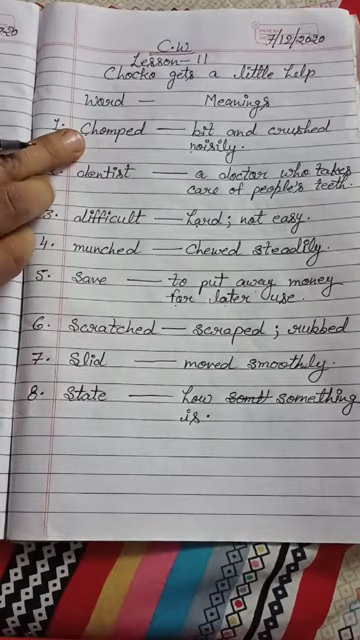 C.W
7/12/2020
Lesson-11
Chocko gets a little help
Word — Meanings
1. Chomped — bit and crushed
noisily.
dentist — a doctor who takes
care of people's teeth.
3. difficult — hard; not easy.
4. munched — chewed steadily.
5. Save — to put away money
for later use.
6. Scratched — scraped; rubbed
7. Slid — moved smoothly.
8. State — how something
is.